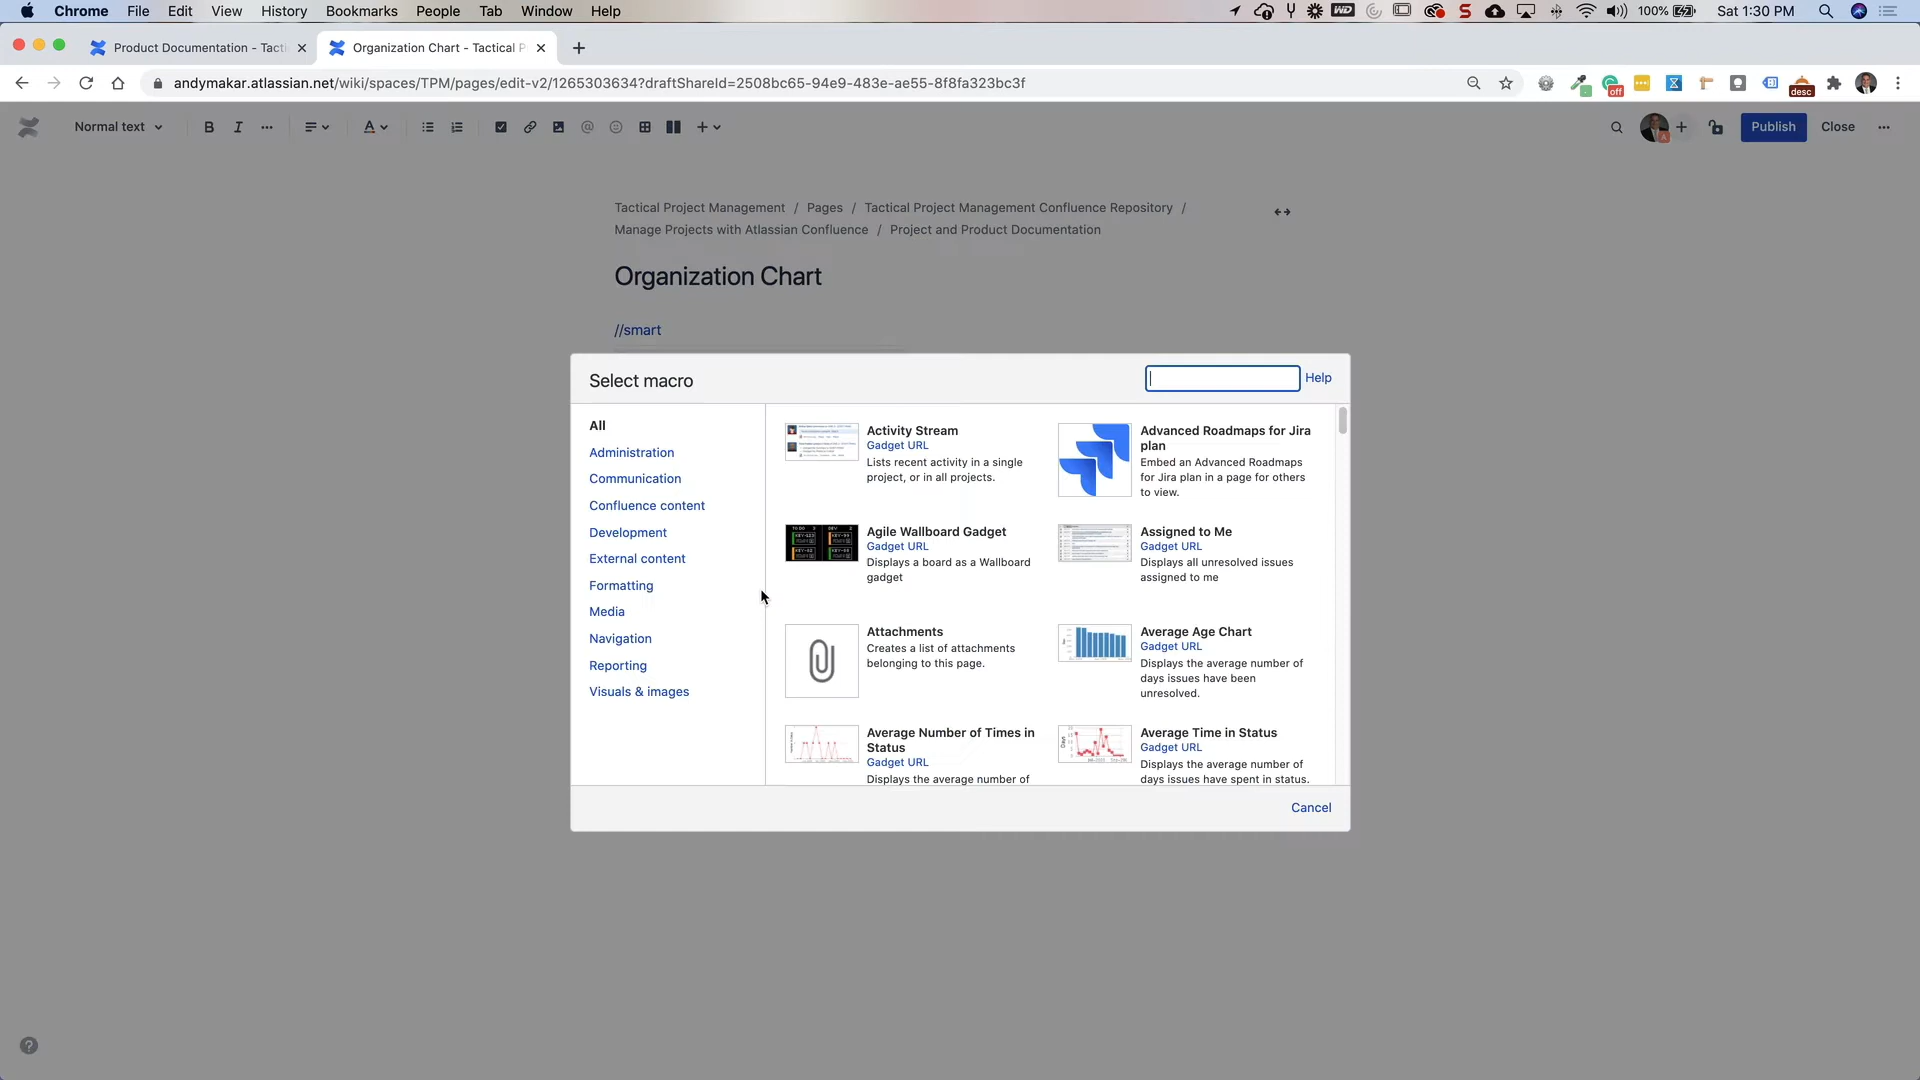 Chrome File Edit View History Bookmarks People Tab Window Help
100% Sat 1:30 PM
Product Documentation - Tacti
Organization Chart - Tactical P
andymakar.atlassian.net/wiki/spaces/TPM/pages/edit-v2/1265303634?draftShareId=2508bc65-94e9-483e-ae55-8f8fa323bc3f
off
desc
Normal text
Publish Close
Tactical Project Management / Pages / Tactical Project Management Confluence Repository /
Manage Projects with Atlassian Confluence / Project and Product Documentation
Organization Chart
//smart
Select macro
Help
All
Administration
Communication
Confluence content
Development
External content
Formatting
Media
Navigation
Reporting
Visuals & images
Activity Stream
Gadget URL
Lists recent activity in a single
project, or in all projects.
Advanced Roadmaps for Jira
plan
Embed an Advanced Roadmaps
for Jira plan in a page for others
to view.
Agile Wallboard Gadget
Gadget URL
Displays a board as a Wallboard
gadget
Assigned to Me
Gadget URL
Displays all unresolved issues
assigned to me
Attachments
Creates a list of attachments
belonging to this page.
Average Age Chart
Gadget URL
Displays the average number of
days issues have been
unresolved.
Average Number of Times in
Status
Gadget URL
Displays the average number of
Average Time in Status
Gadget URL
Displays the average number of
days issues have spent in status.
Cancel